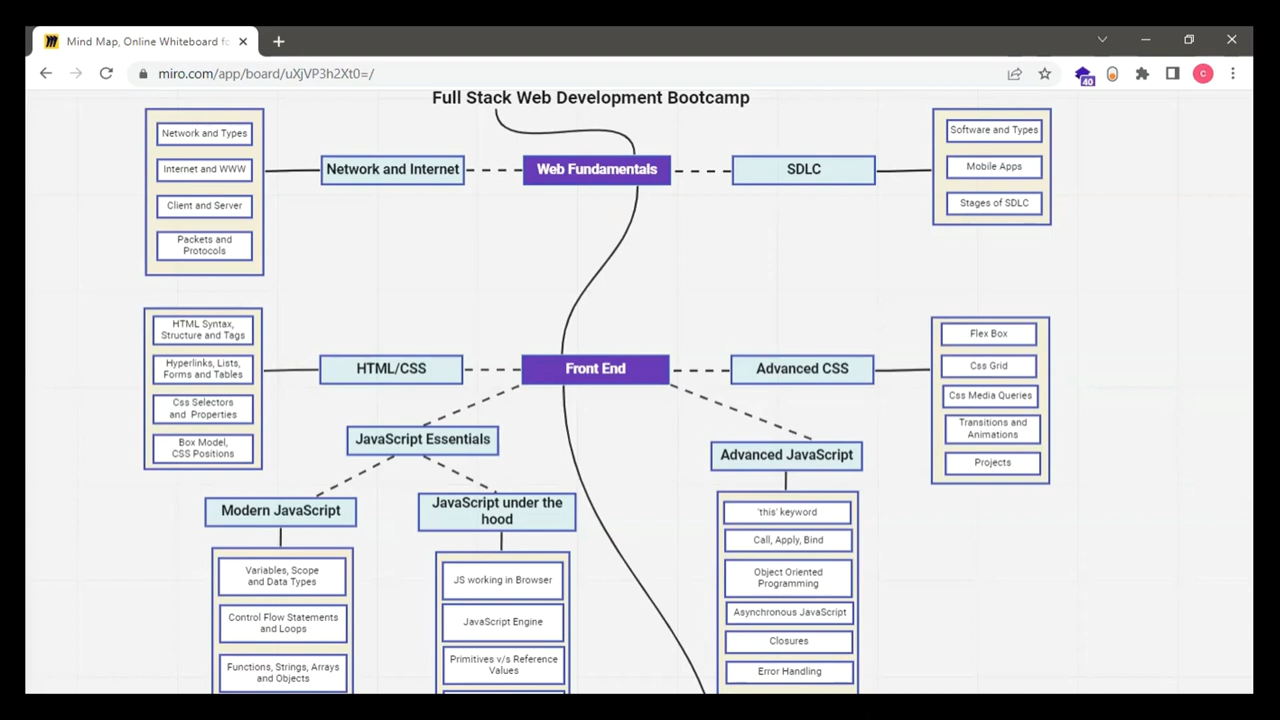 Mind Map, Online Whiteboard fo
miro.com/app/board/uXjVP3h2Xt0=/
40
C
Full Stack Web Development Bootcamp
Network and Types
Internet and WWW
Client and Server
Packets and
Protocols
Network and Internet
Web Fundamentals
SDLC
Software and Types
Mobile Apps
Stages of SDLC
HTML Syntax,
Structure and Tags
Hyperlinks, Lists,
Forms and Tables
Css Selectors
and Properties
Box Model,
CSS Positions
HTML/CSS
Front End
Advanced CSS
Flex Box
Css Grid
Css Media Queries
Transitions and
Animations
Projects
JavaScript Essentials
Advanced JavaScript
Modern JavaScript
JavaScript under the
hood
Variables, Scope
and Data Types
Control Flow Statements
and Loops
Functions, Strings, Arrays
and Objects
JS working in Browser
JavaScript Engine
Primitives v/s Reference
Values
'this' keyword
Call, Apply, Bind
Object Oriented
Programming
Asynchronous JavaScript
Closures
Error Handling